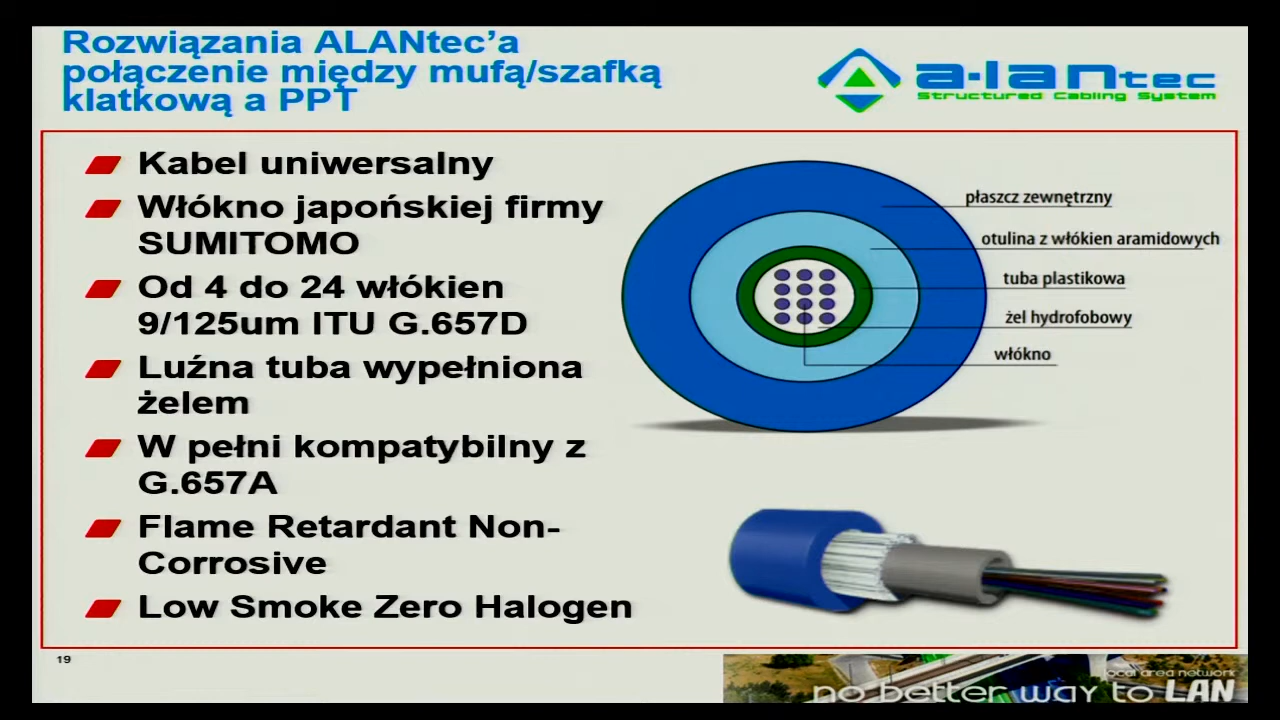 Rozwiązania ALANtec’a
połączenie między mufą/szafką
klatkową a PPT
a-lantec
Structured Cabling System
Kabel uniwersalny
Włókno japońskiej firmy
SUMITOMO
Od 4 do 24 włókien
9/125um ITU G.657D
Luźna tuba wypełniona
żelem
W pełni kompatybilny z
G.657A
Flame Retardant Non-
Corrosive
Low Smoke Zero Halogen
płaszcz zewnętrzny
otulina z włókien aramidowych
tuba plastikowa
żel hydrofobowy
włókno
19
local area network
no better way to LAN